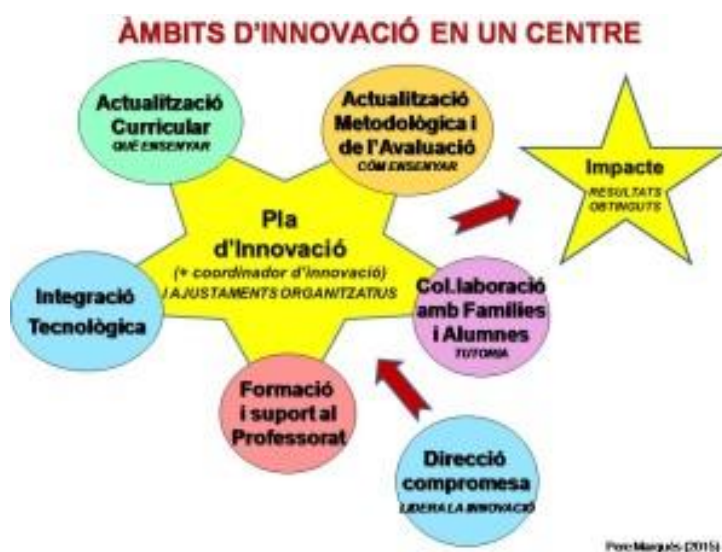 ÀMBITS D'INNOVACIÓ EN UN CENTRE
Actualització
Curricular
QUÈ ENSENYAR
Actualització
Metodològica i
de l'Avaluació
CÓM ENSENYAR
Impacte
RESULTATS
OBTINGUTS
Pla
d'Innovació
(+ coordinador d'innovació)
I AJUSTAMENTS ORGANITZATIUS
Integració
Tecnològica
Col.laboració
amb Famílies
i Alumnes
TUTORIA
Formació
i suport al
Professorat
Direcció
compromesa
LIDERA LA INNOVACIÓ
Pere Marquès (2015)